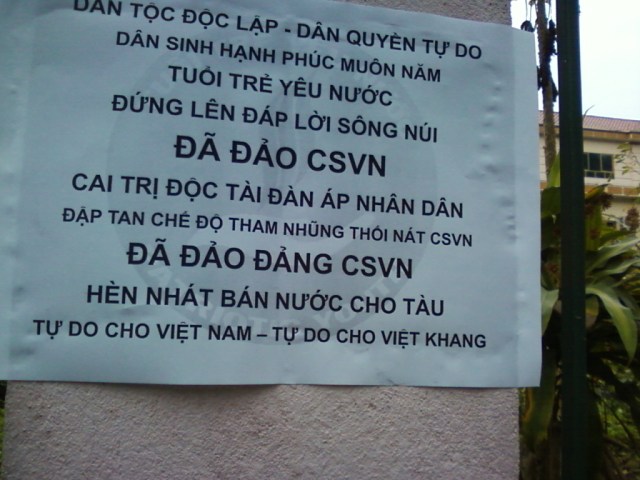 DÂN TỘC ĐỘC LẬP - DÂN QUYỀN TỰ DO
DÂN SINH HẠNH PHÚC MUÔN NĂM
TUỔI TRẺ YÊU NƯỚC
ĐỨNG LÊN ĐÁP LỜI SÔNG NÚI
ĐÃ ĐẢO CSVN
CAI TRỊ ĐỘC TÀI ĐÀN ÁP NHÂN DÂN
ĐẬP TAN CHẾ ĐỘ THAM NHŨNG THỐI NÁT CSVN
ĐÃ ĐẢO ĐẢNG CSVN
HÈN NHÁT BÁN NƯỚC CHO TÀU
TỰ DO CHO VIỆT NAM – TỰ DO CHO VIỆT KHANG